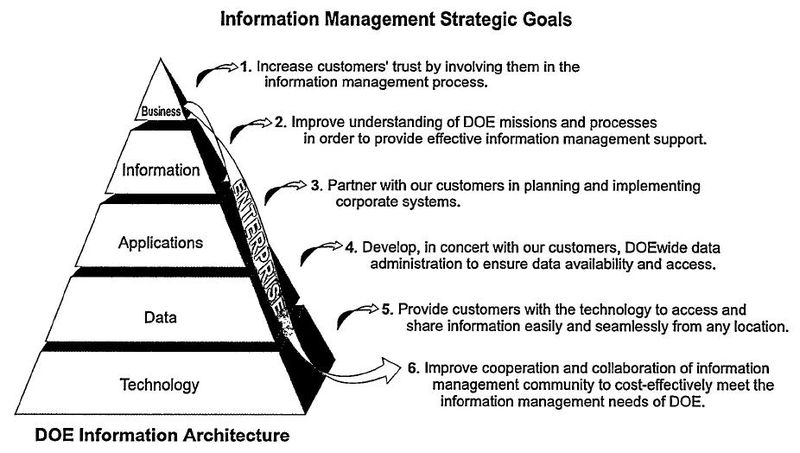 Information Management Strategic Goals
1. Increase customers' trust by involving them in the
information management process.
2. Improve understanding of DOE missions and processes
in order to provide effective information management support.
3. Partner with our customers in planning and implementing
corporate systems.
4. Develop, in concert with our customers, DOEwide data
administration to ensure data availability and access.
5. Provide customers with the technology to access and
share information easily and seamlessly from any location.
6. Improve cooperation and collaboration of information
management community to cost-effectively meet the
information management needs of DOE.
Business
Information
Applications
Data
Technology
ENTERPRISE
DOE Information Architecture